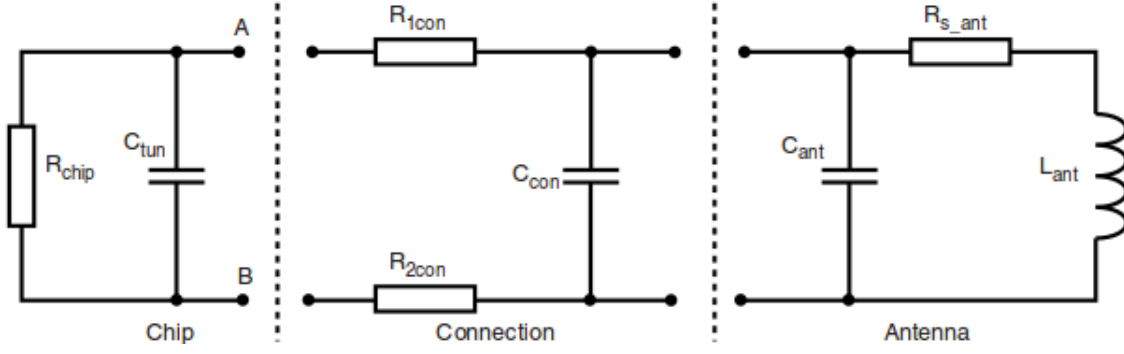 A
R1con
Rs_ant
Rchip
Ctun
Ccon
Cant
Lant
B
R2con
Chip
Connection
Antenna